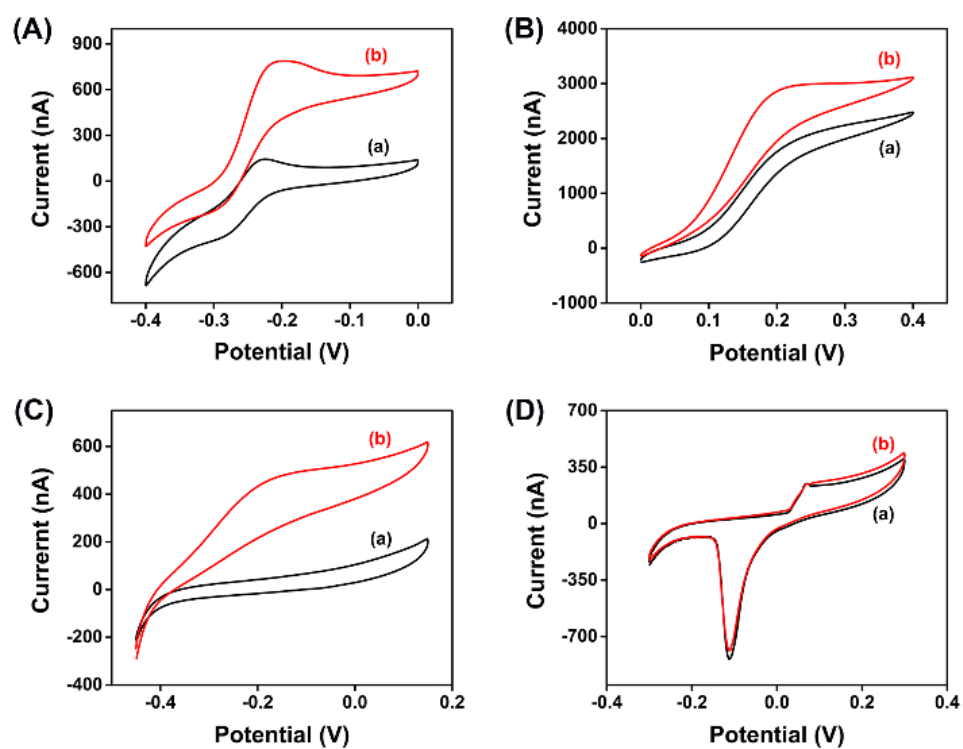 (A)
900
600
300
0
-300
-600
-0.4
-0.3
-0.2
-0.1
0.0
Current (nA)
Potential (V)
(b)
(a)
(B)
4000
3000
2000
1000
0
-1000
0.0
0.1
0.2
0.3
0.4
Current (nA)
Potential (V)
(b)
(a)
(C)
600
400
200
0
-200
-400
-0.4
-0.2
0.0
0.2
Currernt (nA)
Potential (V)
(b)
(a)
(D)
700
350
0
-350
-700
-0.4
-0.2
0.0
0.2
0.4
Current (nA)
Potential (V)
(b)
(a)